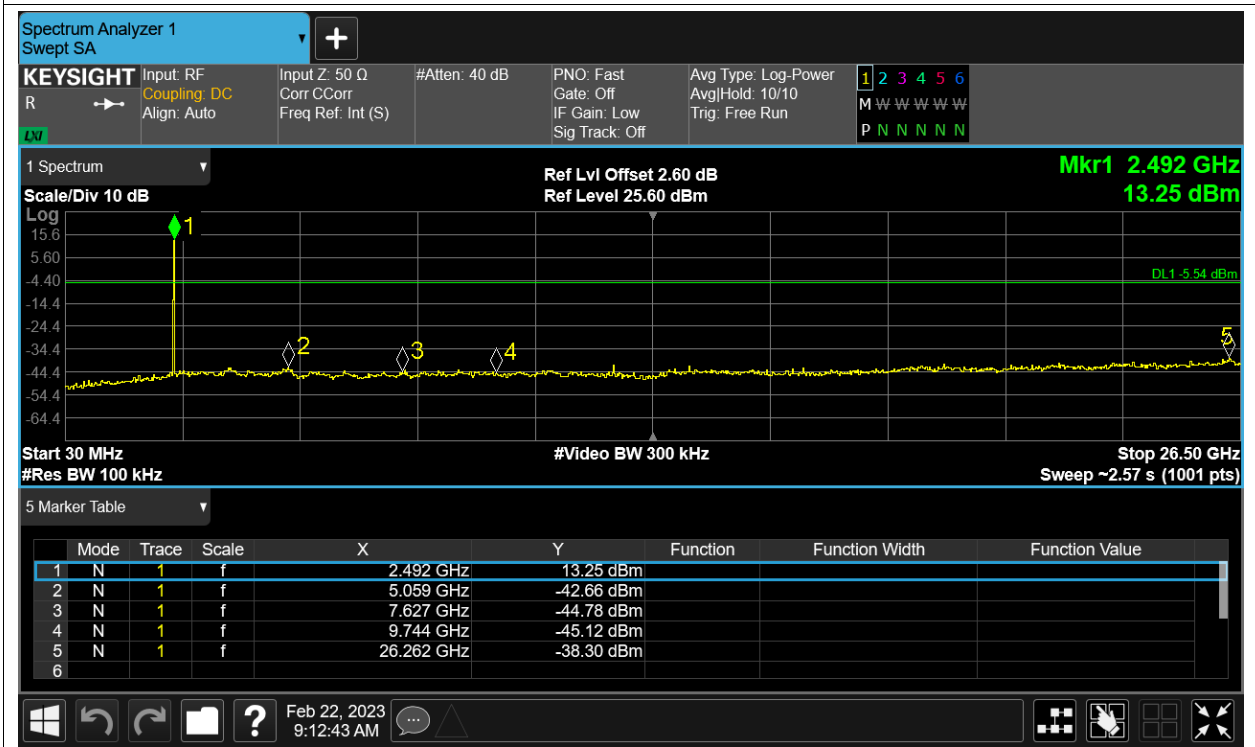 Spectrum Analyzer 1
Swept SA
KEYSIGHT Input: RF Input Z: 50 Ω #Atten: 40 dB PNO: Fast Avg Type: Log-Power 1 2 3 4 5 6
R Coupling: DC Corr CCorr Gate: Off Avg|Hold: 10/10 M W W W W W
Align: Auto Freq Ref: Int (S) IF Gain: Low Trig: Free Run
LXI Sig Track: Off P N N N N N
1 Spectrum Ref Lvl Offset 2.60 dB Mkr1 2.492 GHz
Scale/Div 10 dB Ref Level 25.60 dBm 13.25 dBm
Log
1
15.6
5.60
-4.40 DL1 -5.54 dBm
-14.4
-24.4
-34.4 2 3 4 5
-44.4
-54.4
-64.4
Start 30 MHz #Video BW 300 kHz Stop 26.50 GHz
#Res BW 100 kHz Sweep ~2.57 s (1001 pts)
5 Marker Table
Mode Trace Scale X Y Function Function Width Function Value
1 N 1 f 2.492 GHz 13.25 dBm
2 N 1 f 5.059 GHz -42.66 dBm
3 N 1 f 7.627 GHz -44.78 dBm
4 N 1 f 9.744 GHz -45.12 dBm
5 N 1 f 26.262 GHz -38.30 dBm
6
? Feb 22, 2023
9:12:43 AM